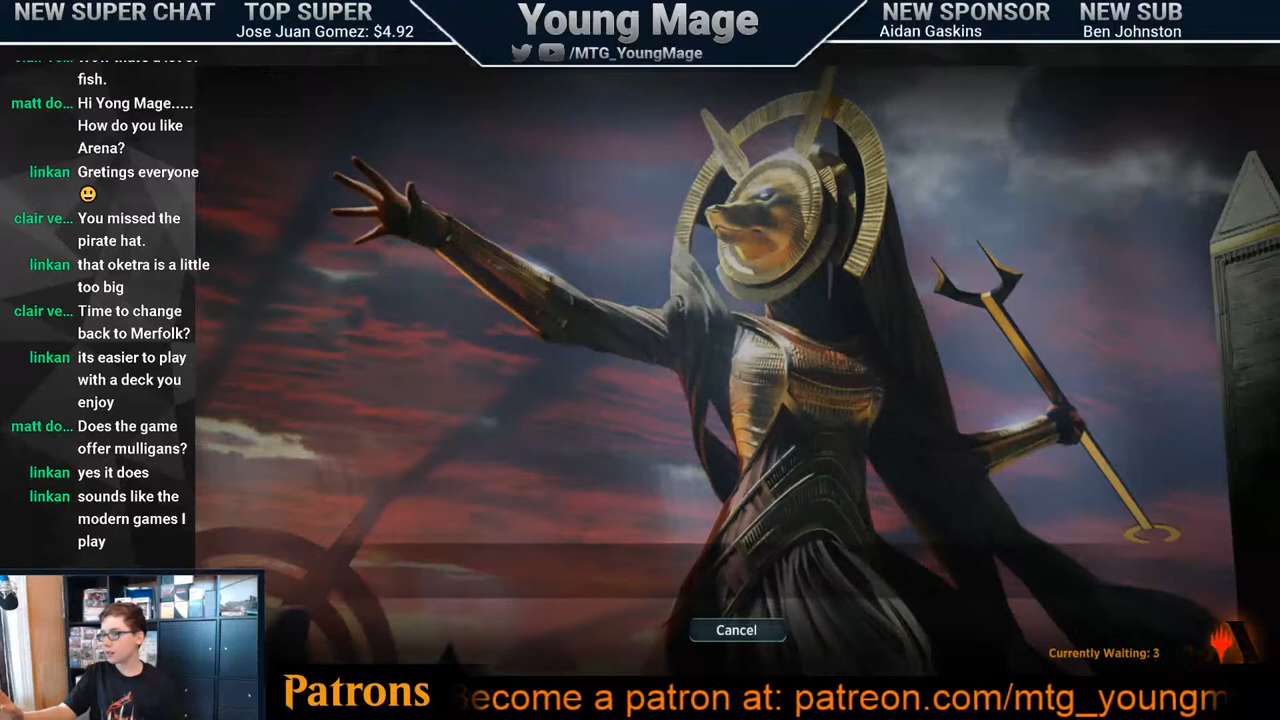 NEW SUPER CHAT
TOP SUPER
Jose Juan Gomez: $4.92
Young Mage
/MTG_YoungMage
NEW SPONSOR
Aidan Gaskins
NEW SUB
Ben Johnston
fish.
matt do... Hi Yong Mage.....
How do you like
Arena?
linkan Gretings everyone
😃
clair ve... You missed the
pirate hat.
linkan that oketra is a little
too big
clair ve... Time to change
back to Merfolk?
linkan its easier to play
with a deck you
enjoy
matt do... Does the game
offer mulligans?
linkan yes it does
linkan sounds like the
modern games I
play
Cancel
Currently Waiting: 3
Patrons
ecome a patron at: patreon.com/mtg_youngm